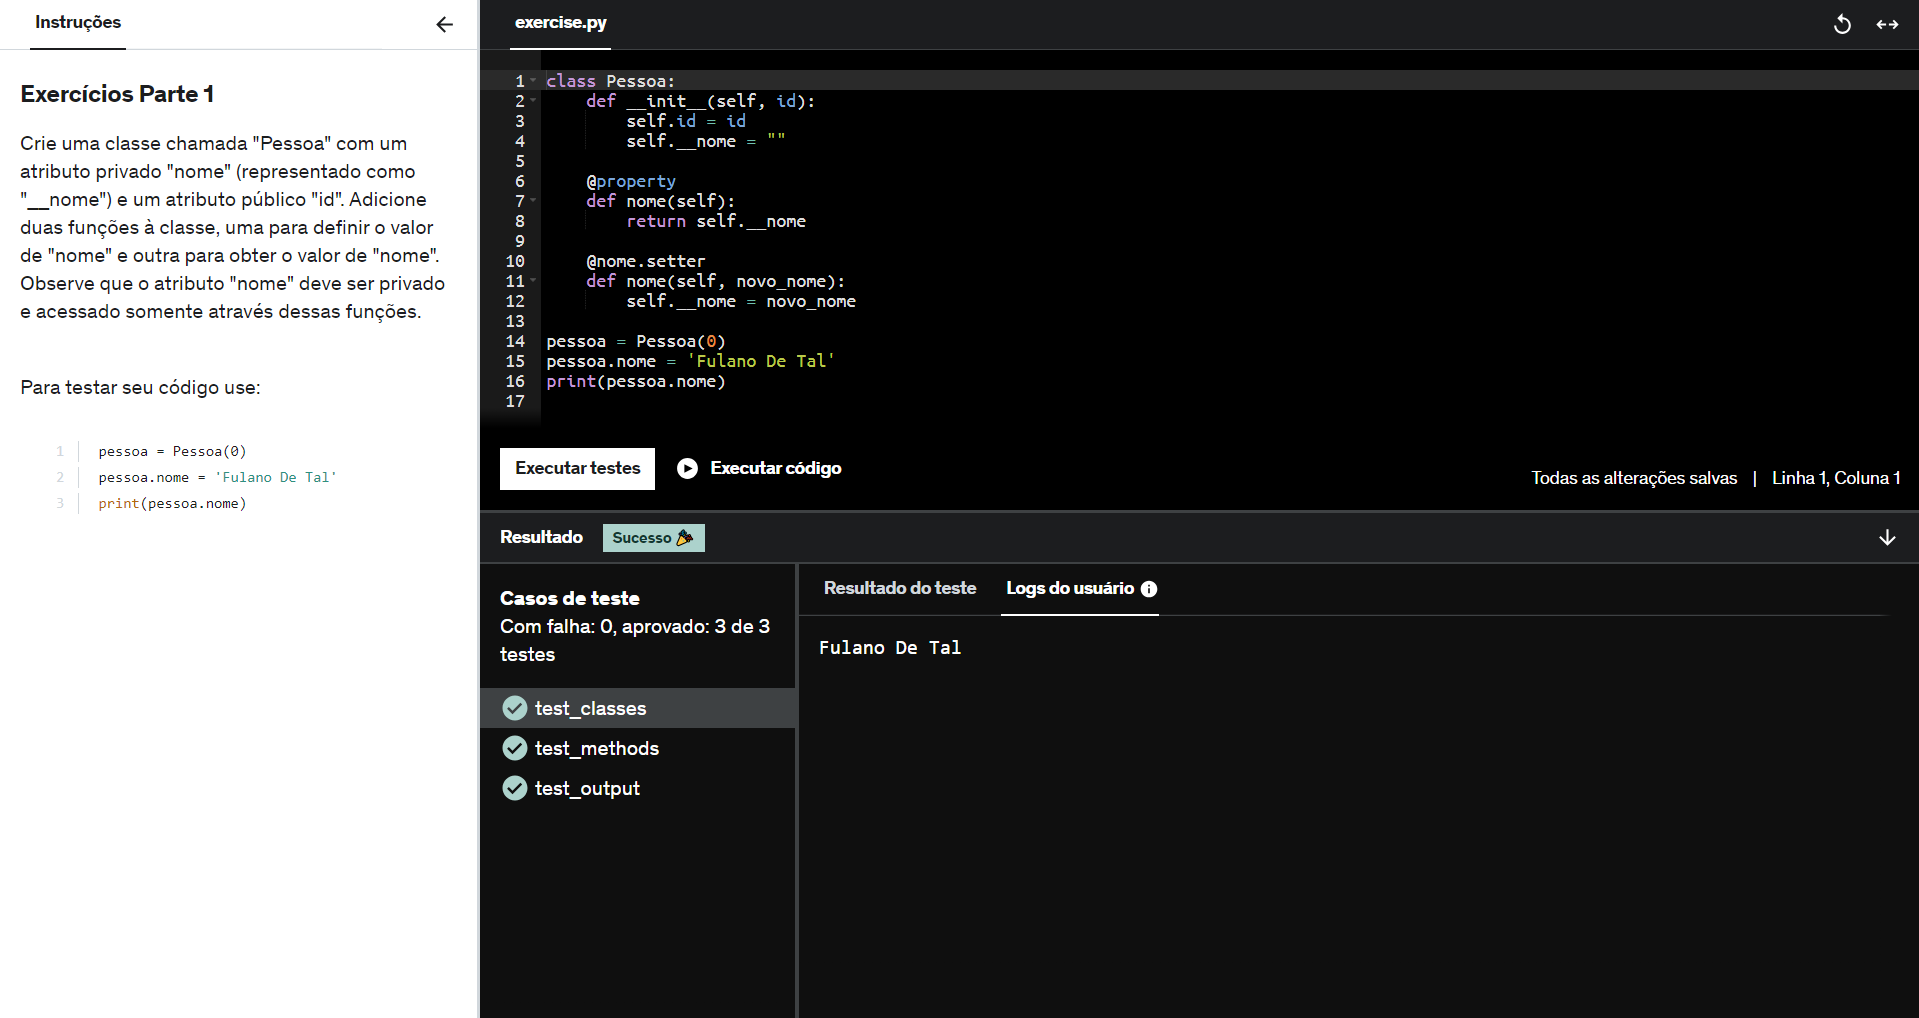 Instruções
Exercícios Parte 1
Crie uma classe chamada "Pessoa" com um
atributo privado "nome" (representado como
"__nome") e um atributo público "id". Adicione
duas funções à classe, uma para definir o valor
de "nome" e outra para obter o valor de "nome".
Observe que o atributo "nome" deve ser privado
e acessado somente através dessas funções.
Para testar seu código use:
1 pessoa = Pessoa(0)
2 pessoa.nome = 'Fulano De Tal'
3 print(pessoa.nome)
exercise.py
1 class Pessoa:
2     def __init__(self, id):
3         self.id = id
4         self.__nome = ""
5
6     @property
7     def nome(self):
8         return self.__nome
9
10     @nome.setter
11     def nome(self, novo_nome):
12         self.__nome = novo_nome
13
14 pessoa = Pessoa(0)
15 pessoa.nome = 'Fulano De Tal'
16 print(pessoa.nome)
17
Executar testes Executar código
Todas as alterações salvas | Linha 1, Coluna 1
Resultado Sucesso 🎉
Casos de teste
Com falha: 0, aprovado: 3 de 3
testes
test_classes
test_methods
test_output
Resultado do teste Logs do usuário
Fulano De Tal